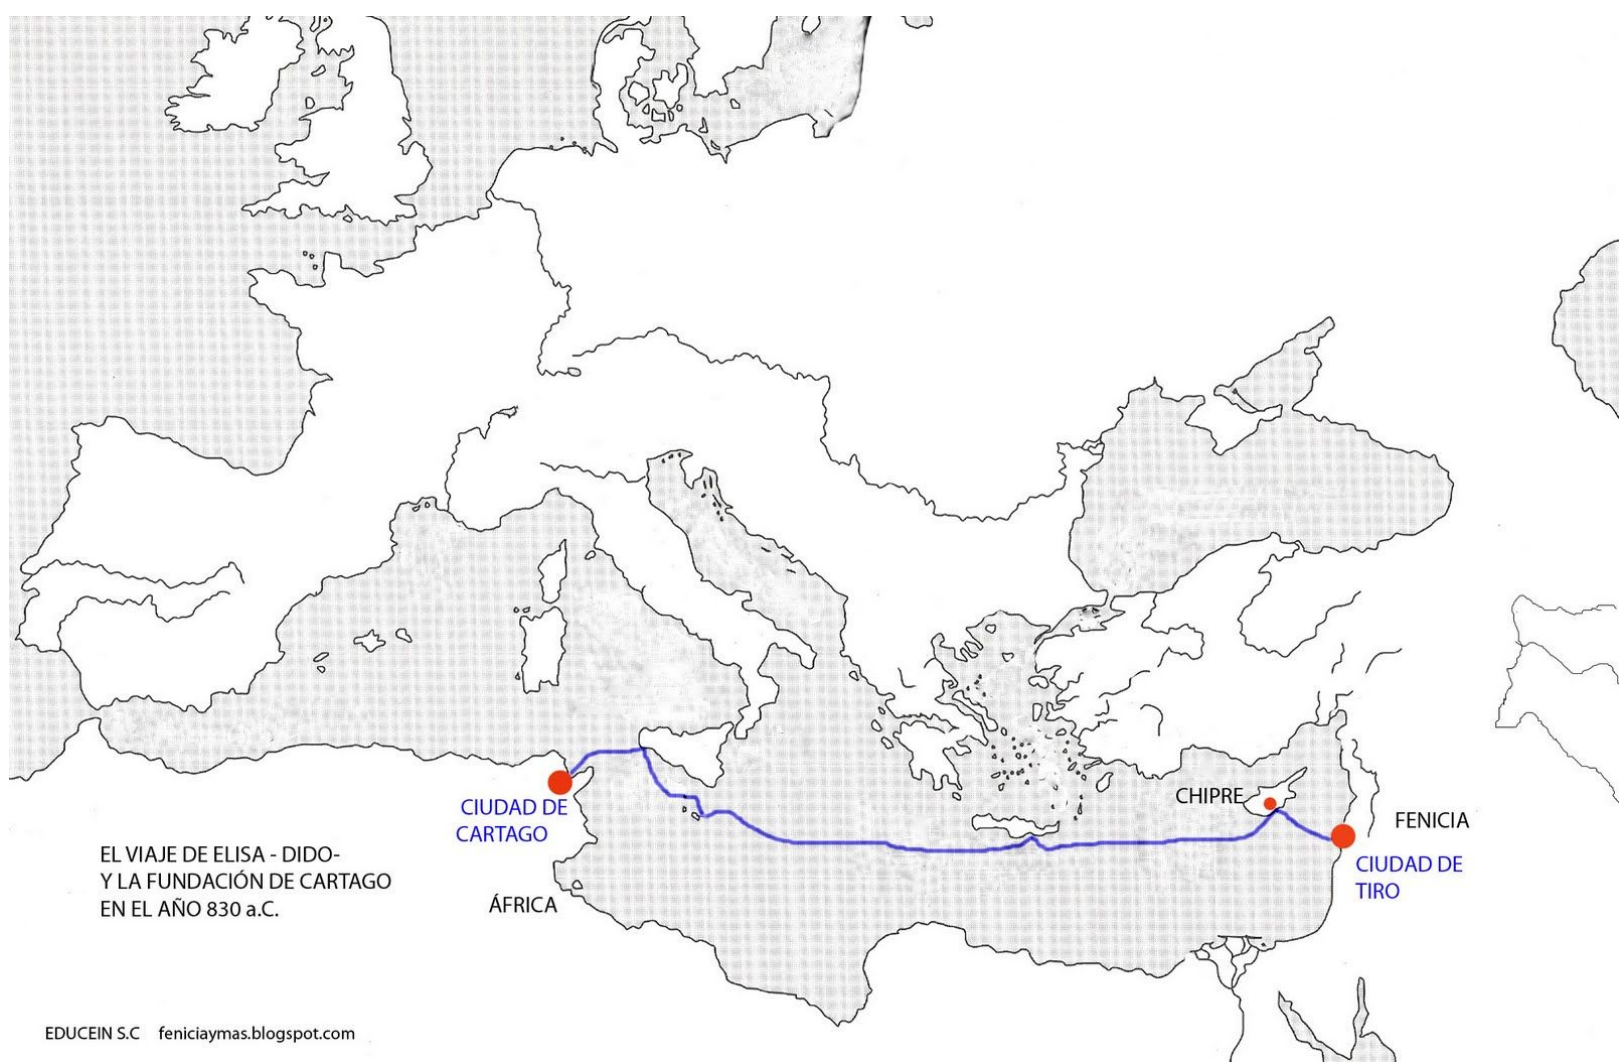 CHIPRE
FENICIA
CIUDAD DE
CARTAGO
CIUDAD DE
TIRO
EL VIAJE DE ELISA - DIDO-
Y LA FUNDACIÓN DE CARTAGO
EN EL AÑO 830 a.C.
ÁFRICA
EDUCEIN S.C feniciaymas.blogspot.com